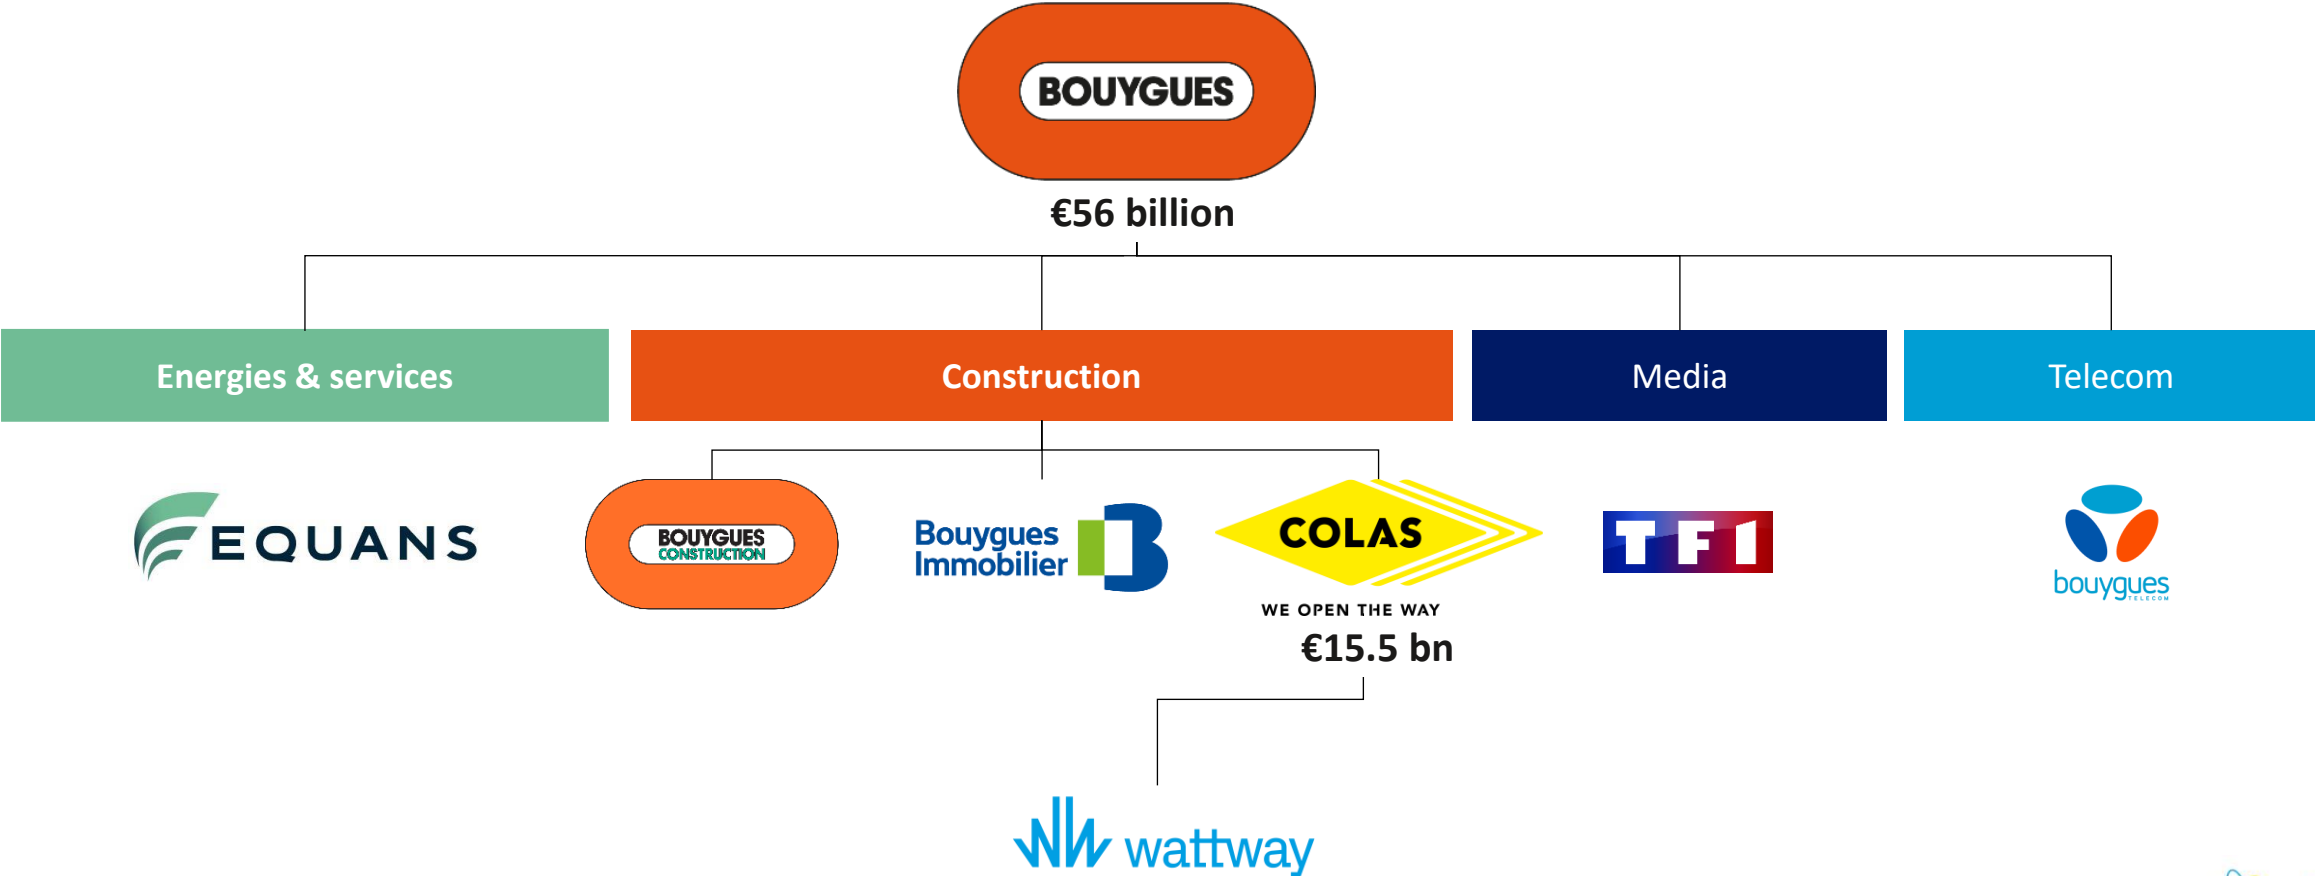 BOUYGUES
€56 billion
Energies & services
Construction
Media
Telecom
EQUANS
BOUYGUES
CONSTRUCTION
Bouygues
Immobilier
COLAS
WE OPEN THE WAY
€15.5 bn
TF1
bouygues
TELECOM
wattway